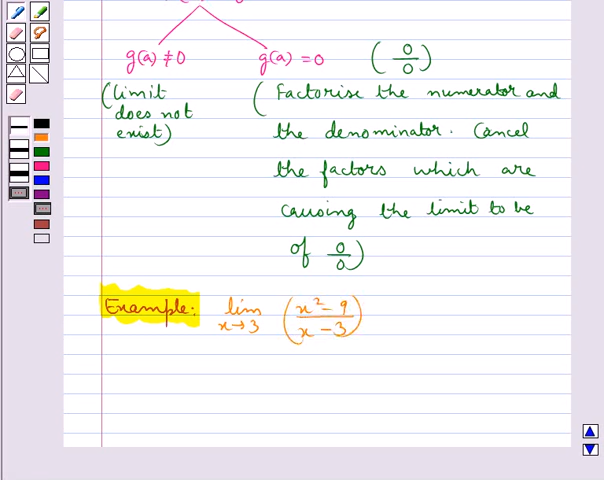 g(a) ≠ 0 g(a) = 0 (0/0)
(limit does not exist)
(Factorise the numerator and
the denominator. Cancel
the factors which are
causing the limit to be
of 0/0)
Example: lim x→3 (x² - 9 / x - 3)